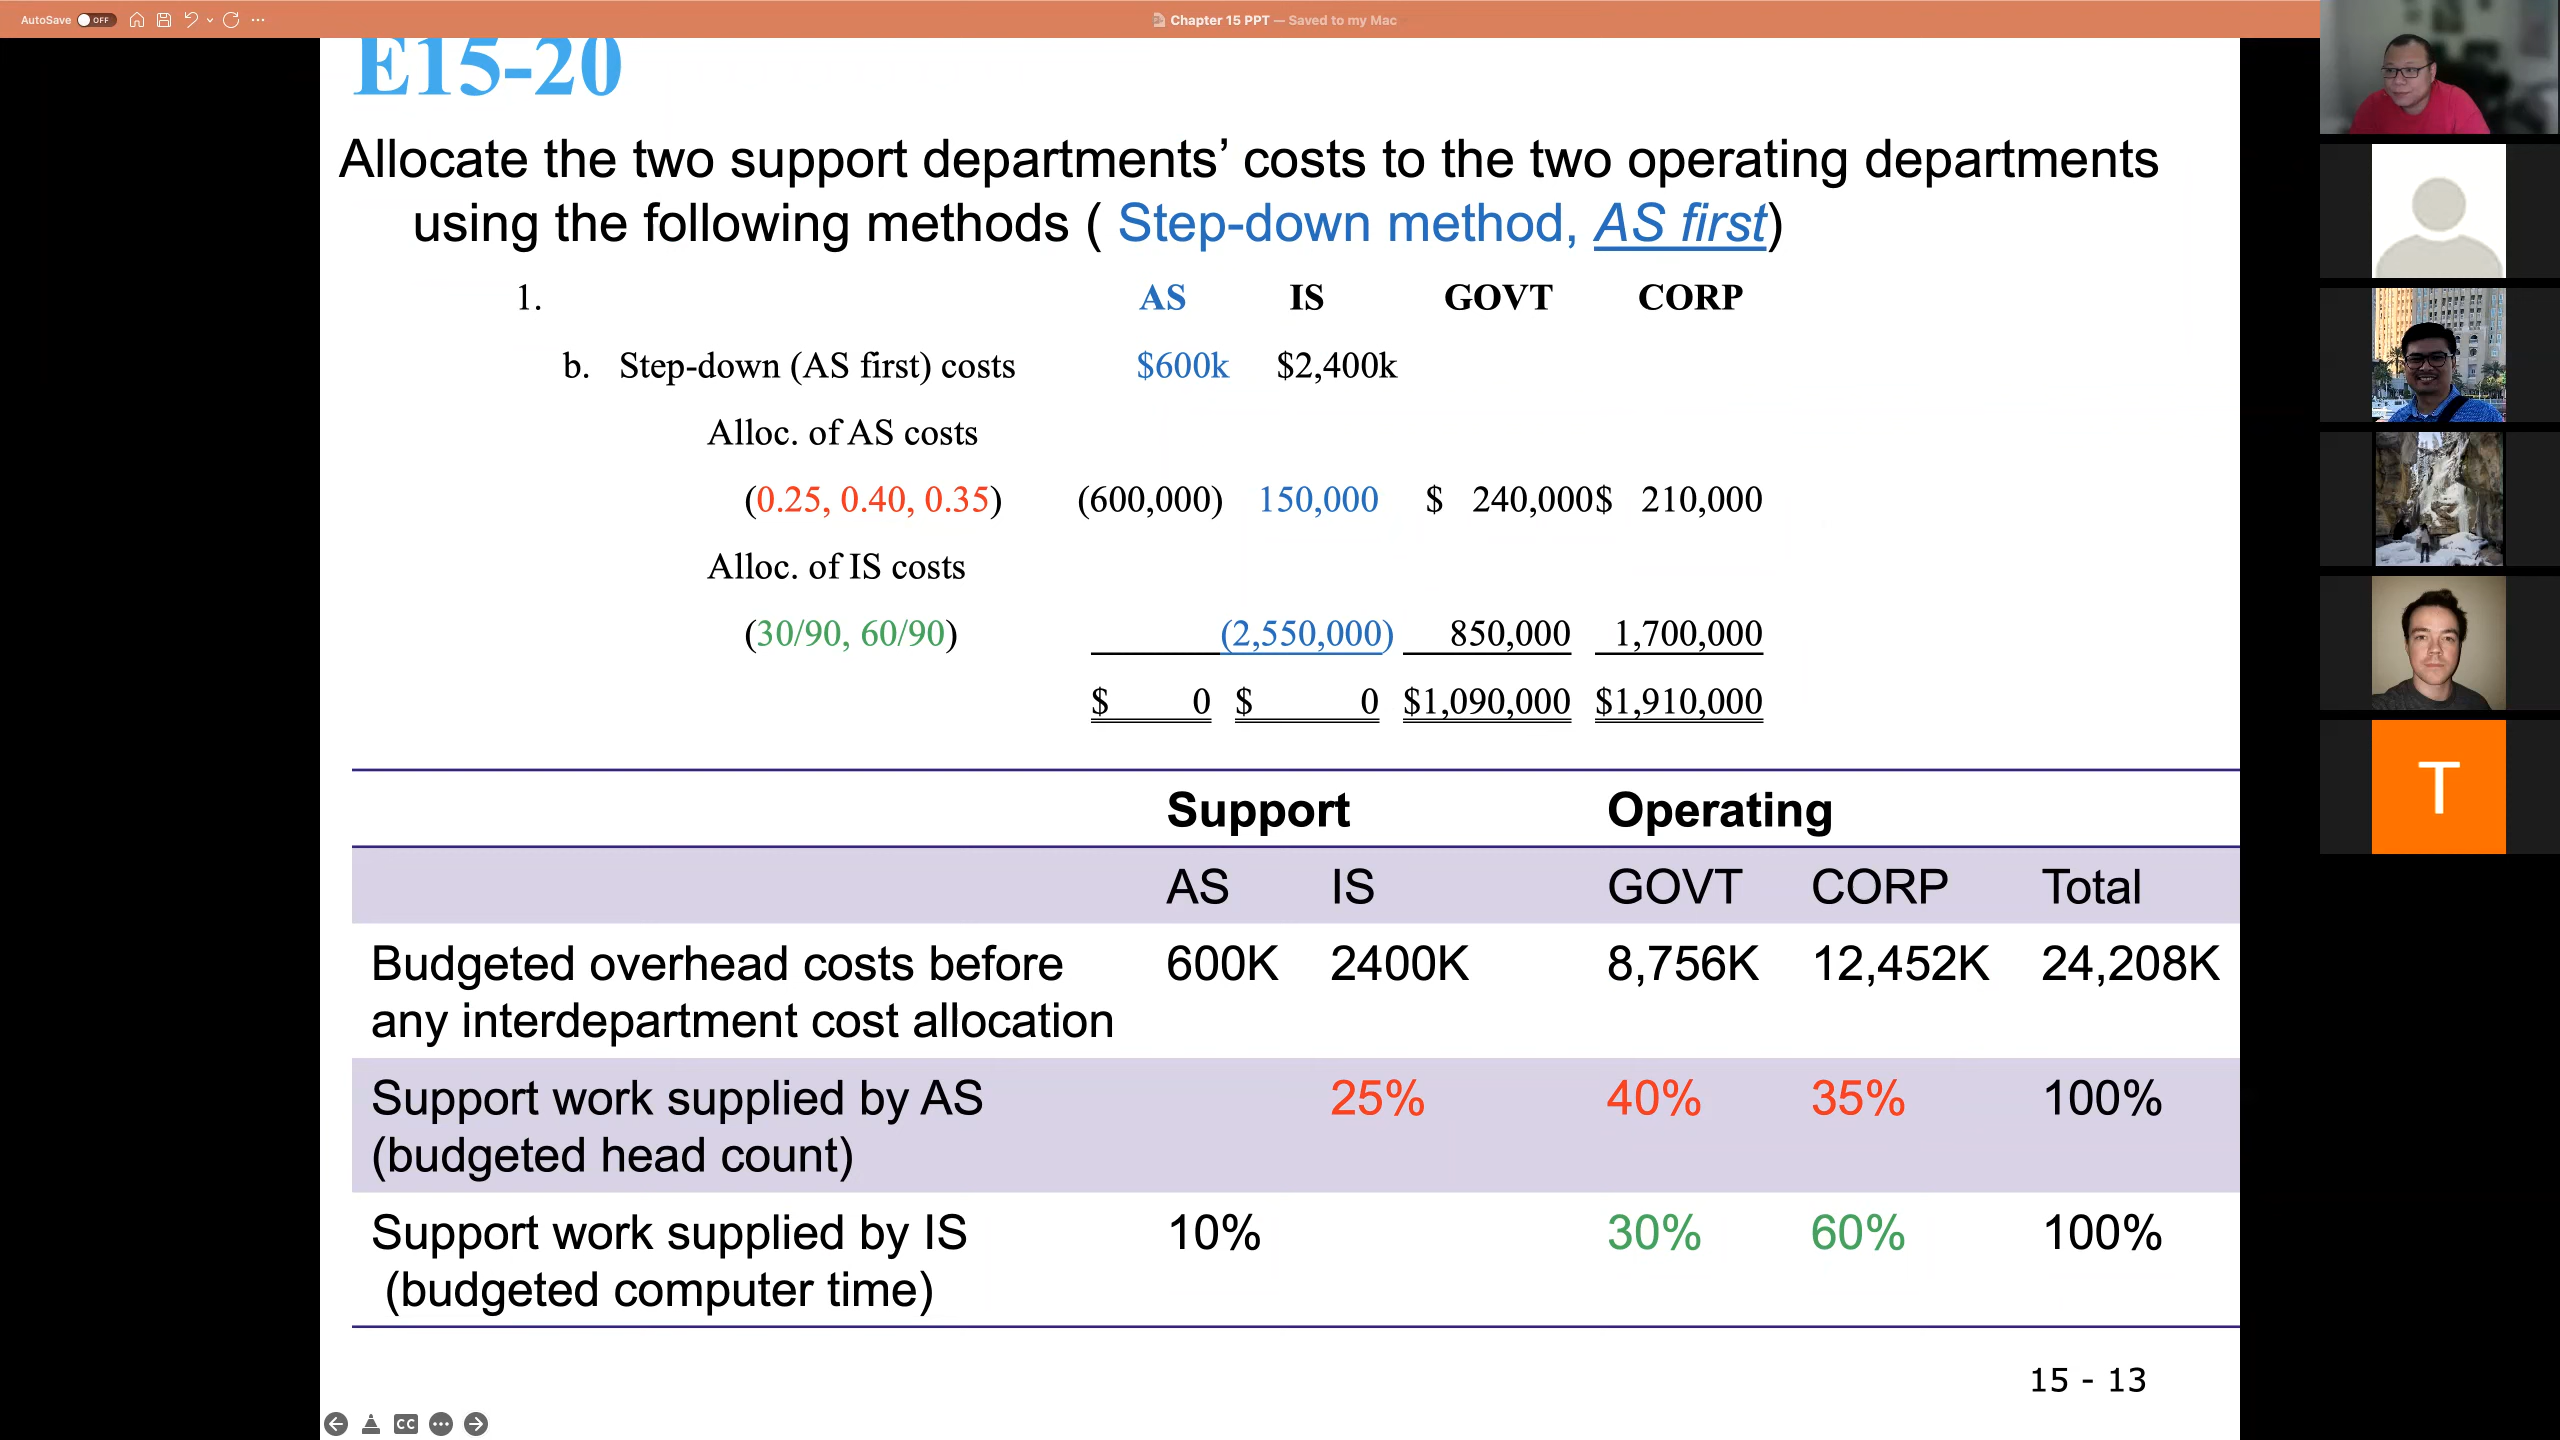 AutoSave OFF
Chapter 15 PPT — Saved to my Mac
E15-20
Allocate the two support departments’ costs to the two operating departments
using the following methods ( Step-down method, AS first)
1. AS IS GOVT CORP
b. Step-down (AS first) costs $600k $2,400k
Alloc. of AS costs
(0.25, 0.40, 0.35) (600,000) 150,000 $ 240,000$ 210,000
Alloc. of IS costs
(30/90, 60/90) (2,550,000) 850,000 1,700,000
$ 0 $ 0 $1,090,000 $1,910,000
Support Operating
AS IS GOVT CORP Total
Budgeted overhead costs before 600K 2400K 8,756K 12,452K 24,208K
any interdepartment cost allocation
Support work supplied by AS 25% 40% 35% 100%
(budgeted head count)
Support work supplied by IS 10% 30% 60% 100%
(budgeted computer time)
15 - 13
CC
T